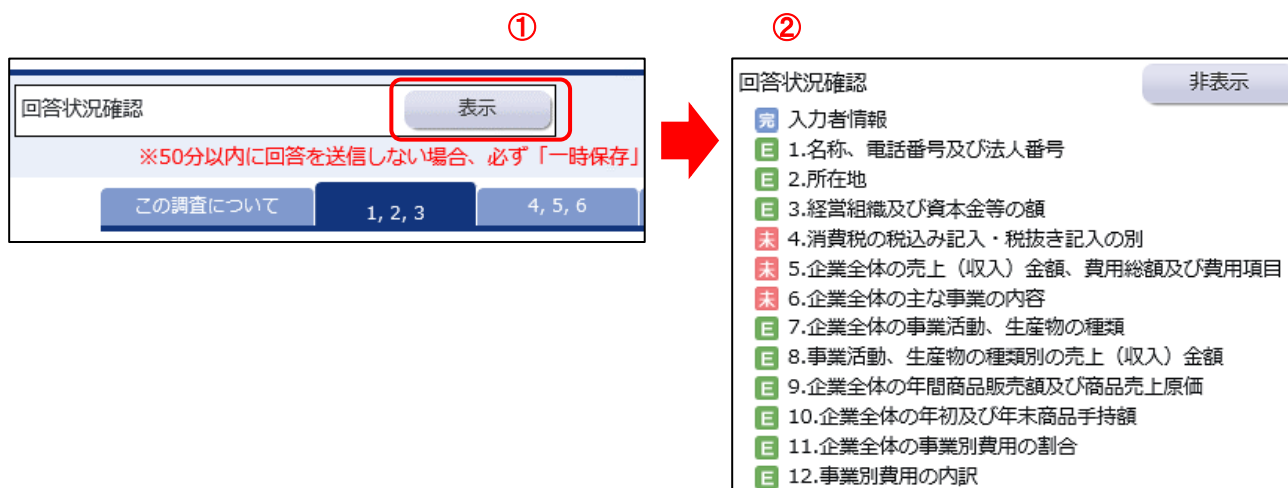 ①
回答状況確認 表示
※50分以内に回答を送信しない場合、必ず「一時保存」
この調査について 1, 2, 3 4, 5, 6
②
回答状況確認 非表示
完 入力者情報
E 1.名称、電話番号及び法人番号
E 2.所在地
E 3.経営組織及び資本金等の額
未 4.消費税の税込み記入・税抜き記入の別
未 5.企業全体の売上（収入）金額、費用総額及び費用項目
未 6.企業全体の主な事業の内容
E 7.企業全体の事業活動、生産物の種類
E 8.事業活動、生産物の種類別の売上（収入）金額
E 9.企業全体の年間商品販売額及び商品売上原価
E 10.企業全体の年初及び年末商品手持額
E 11.企業全体の事業別費用の割合
E 12.事業別費用の内訳